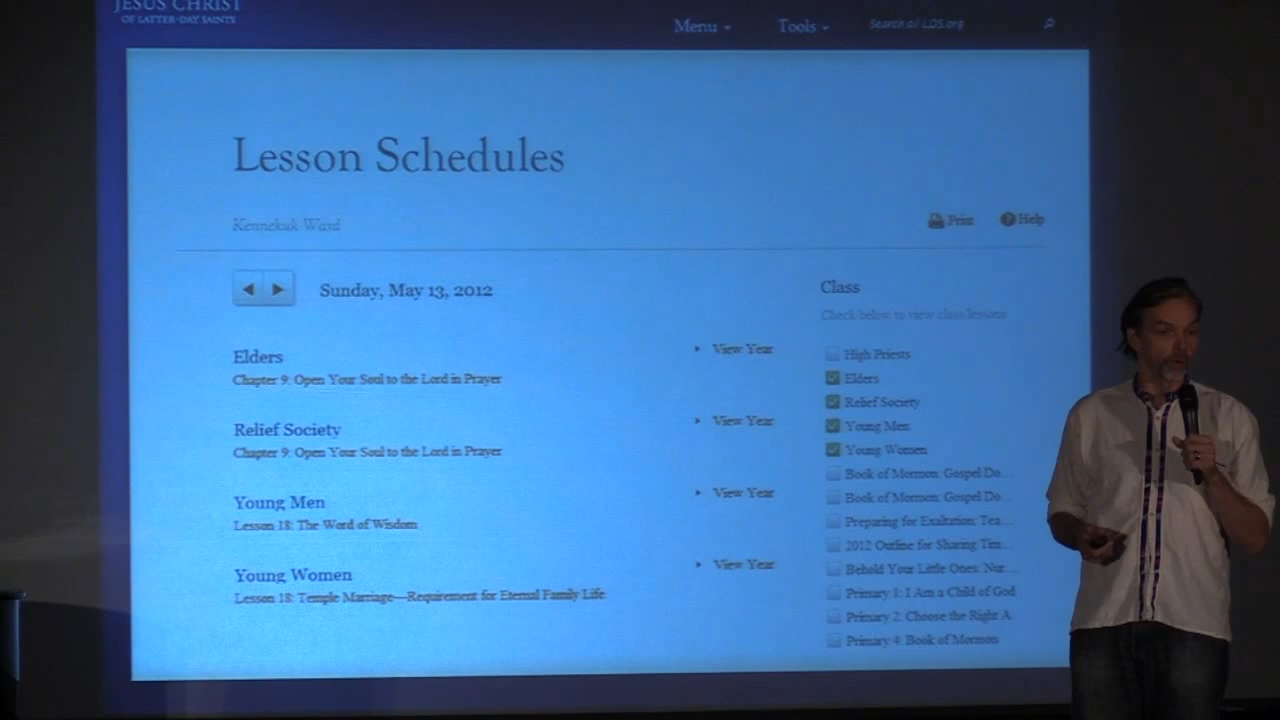 JESUS CHRIST
OF LATTER-DAY SAINTS
Menu
Tools
Search all LDS.org
Lesson Schedules
Kennekuk Ward
Print
Help
Sunday, May 13, 2012
Class
Check below to view class lessons
Elders
View Year
Chapter 9: Open Your Soul to the Lord in Prayer
Relief Society
View Year
Chapter 9: Open Your Soul to the Lord in Prayer
Young Men
View Year
Lesson 18: The Word of Wisdom
Young Women
View Year
Lesson 18: Temple Marriage—Requirement for Eternal Family Life
High Priests
Elders
Relief Society
Young Men
Young Women
Book of Mormon: Gospel Do...
Book of Mormon: Gospel Do...
Preparing for Exaltation: Tea...
2012 Outline for Sharing Tim...
Behold Your Little Ones: Nur...
Primary 1: I Am a Child of God
Primary 2: Choose the Right A
Primary 4: Book of Mormon